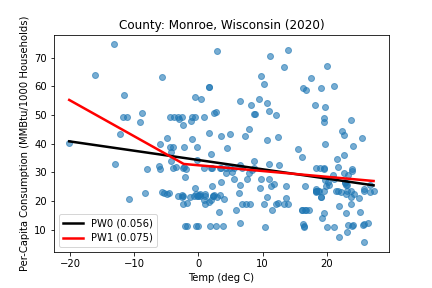 County: Monroe, Wisconsin (2020)
Per-Capita Consumption (MMBtu/1000 Households)
70
60
50
40
30
20
10
PW0 (0.056)
PW1 (0.075)
−20
−10
0
10
20
Temp (deg C)